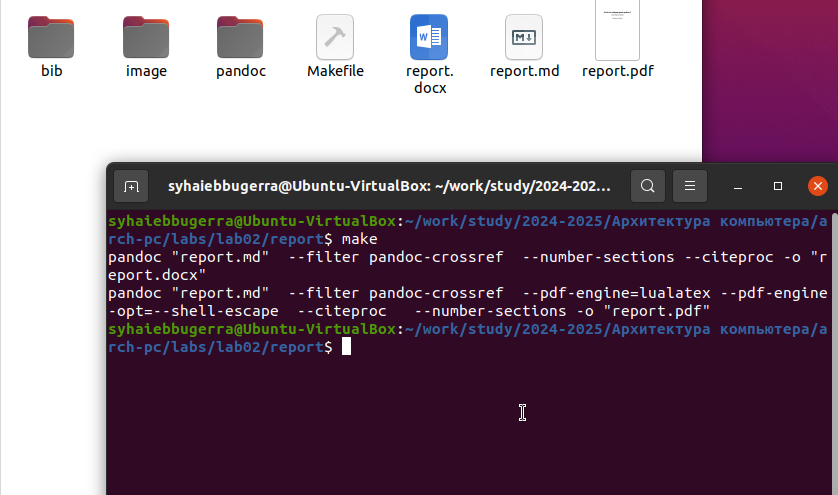 bib
image
pandoc
Makefile
report.
docx
report.md
report.pdf
syhaiebbugerra@Ubuntu-VirtualBox: ~/work/study/2024-202...
syhaiebbugerra@Ubuntu-VirtualBox:~/work/study/2024-2025/Архитектура компьютера/a
rch-pc/labs/lab02/report$ make
pandoc "report.md"  --filter pandoc-crossref  --number-sections --citeproc -o "r
eport.docx"
pandoc "report.md"  --filter pandoc-crossref  --pdf-engine=lualatex --pdf-engine
-opt=--shell-escape  --citeproc   --number-sections -o "report.pdf"
syhaiebbugerra@Ubuntu-VirtualBox:~/work/study/2024-2025/Архитектура компьютера/a
rch-pc/labs/lab02/report$